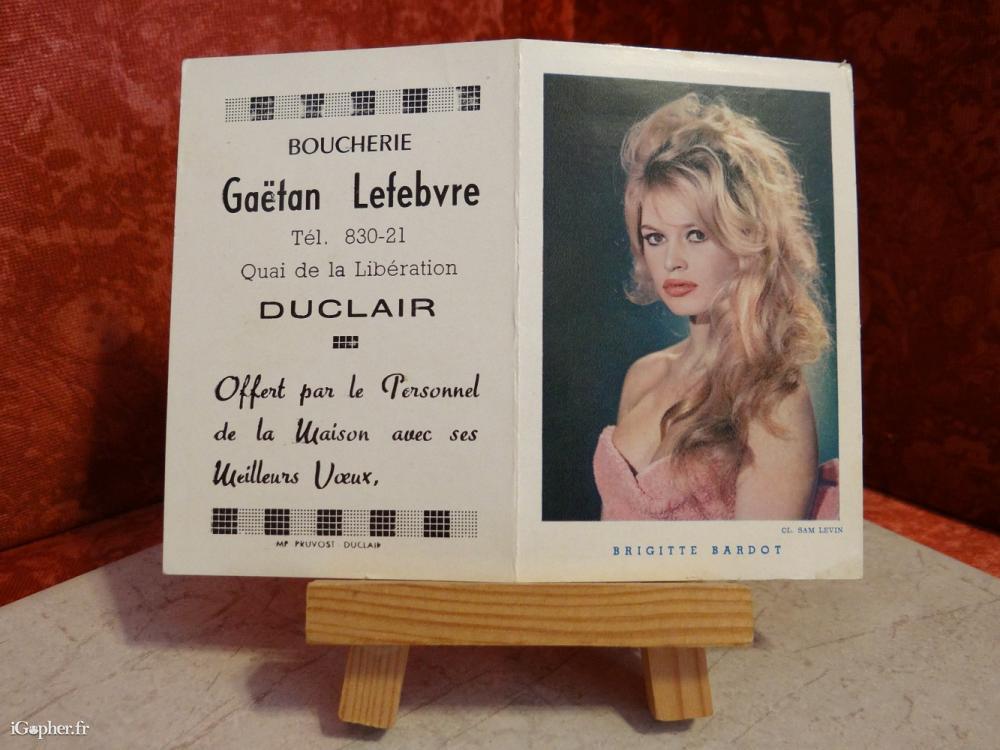 BOUCHERIE
Gaëtan Lefebvre
Tél. 830-21
Quai de la Libération
DUCLAIR
Offert par le Personnel
de la Maison avec ses
Meilleurs Vœux,
MP PRUVOST DUCLAIR
CL. SAM LEVIN
BRIGITTE BARDOT
iGopher.fr